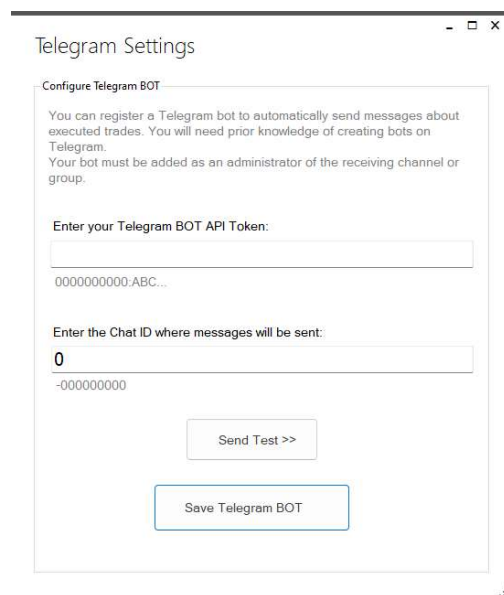 Telegram Settings
Configure Telegram BOT
You can register a Telegram bot to automatically send messages about
executed trades. You will need prior knowledge of creating bots on
Telegram.
Your bot must be added as an administrator of the receiving channel or
group.
Enter your Telegram BOT API Token:
0000000000:ABC...
Enter the Chat ID where messages will be sent:
0
-000000000
Send Test >>
Save Telegram BOT